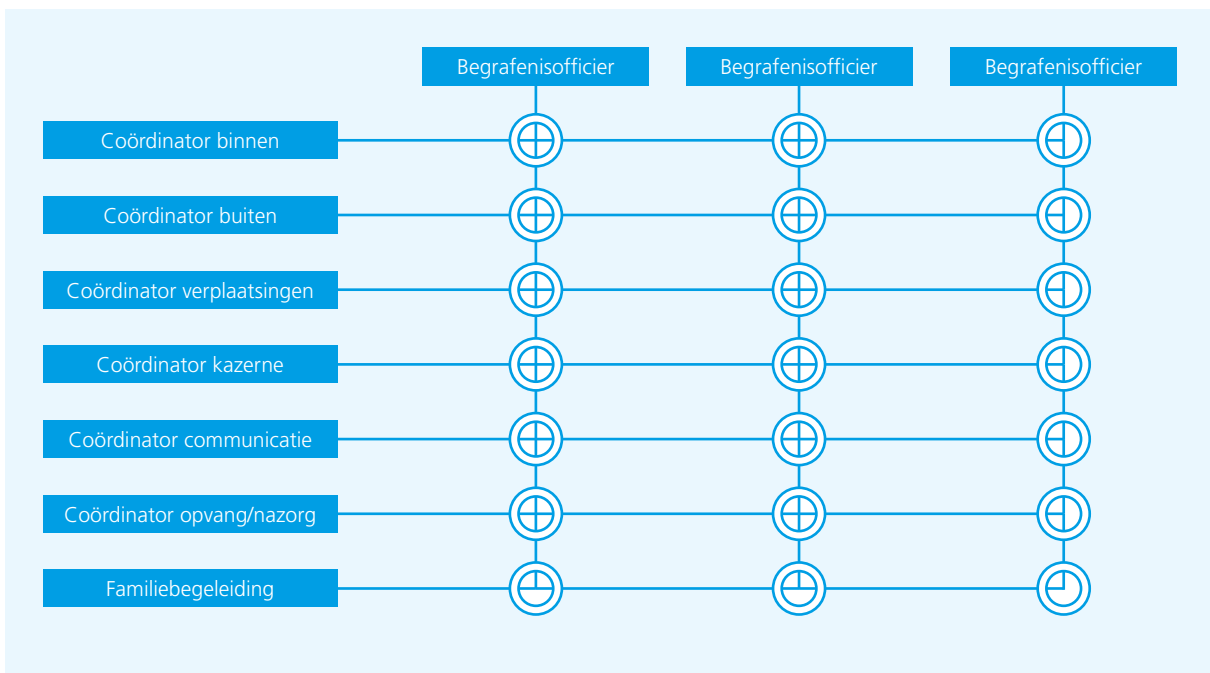 Begrafenisofficier Begrafenisofficier Begrafenisofficier
Coördinator binnen
Coördinator buiten
Coördinator verplaatsingen
Coördinator kazerne
Coördinator communicatie
Coördinator opvang/nazorg
Familiebegeleiding